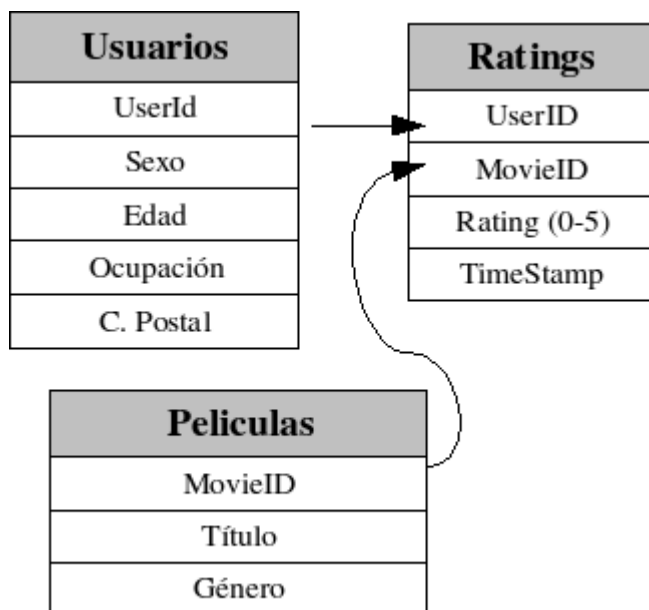 Usuarios
UserId
Sexo
Edad
Ocupación
C. Postal
Ratings
UserID
MovieID
Rating (0-5)
TimeStamp
Peliculas
MovieID
Título
Género